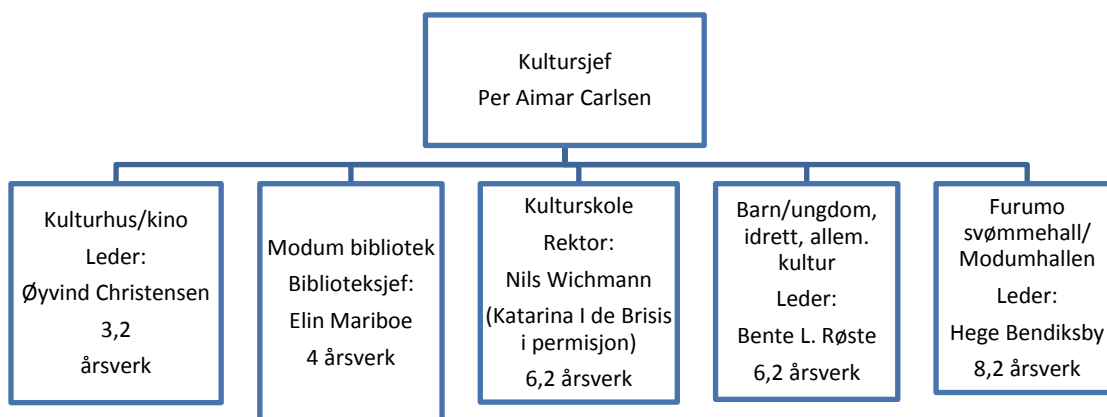 Kultursjef
Per Aimar Carlsen
Kulturhus/kino
Leder:
Øyvind Christensen
3,2
årsverk
Modum bibliotek
Biblioteksjef:
Elin Mariboe
4 årsverk
Kulturskole
Rektor:
Nils Wichmann
(Katarina I de Brisis
i permisjon)
6,2 årsverk
Barn/ungdom,
idrett, allem.
kultur
Leder:
Bente L. Røste
6,2 årsverk
Furumo
svømmehall/
Modumhallen
Leder:
Hege Bendiksby
8,2 årsverk